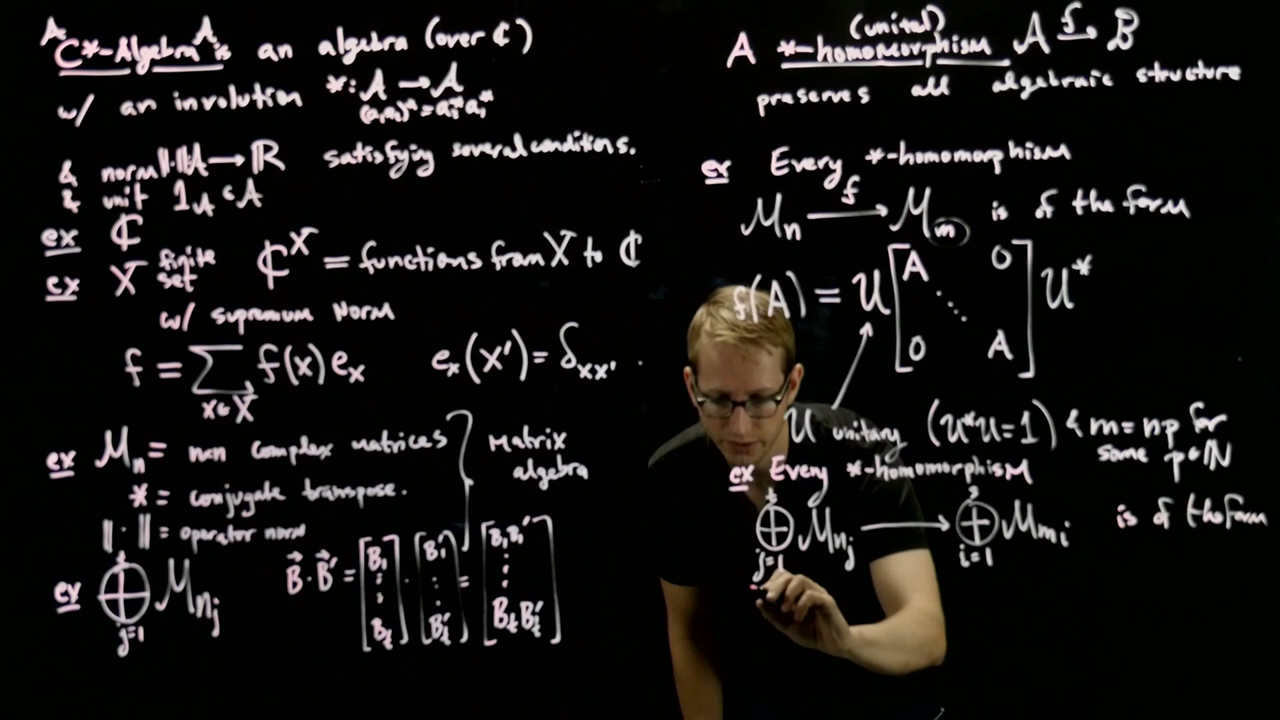 A C*-Algebra A is an algebra (over ℂ)
w/ an involution *: A → A
(a₁a₂)* = a₂* a₁*
& norm ‖·‖: A → ℝ satisfying several conditions.
& unit 1_A ∈ A
ex ℂ
ex X finite set ℂ^X = functions from X to ℂ
w/ supremum norm
f = Σ_{x∈X} f(x) e_x e_x(x') = δ_{xx'}.
ex M_n = n×n complex matrices
* = conjugate transpose.
‖·‖ = operator norm
} Matrix algebra
ex ⊕_{j=1}^t M_{n_j} B⃗ · B⃗' = [B₁ ⋮ B_t] · [B₁' ⋮ B_t'] = [B₁B₁' ⋮ B_tB_t']
A (unital) *-homomorphism A →f B
preserves all algebraic structure
ex Every *-homomorphism
M_n →f M_m is of the form
f(A) = U [A 0 ⋱ 0 A] U*
U unitary (U*U=1) & m = np for some p∈ℕ
ex Every *-homomorphism
⊕_{j=1}^t M_{n_j} → ⊕_{i=1}^s M_{m_i} is of the form